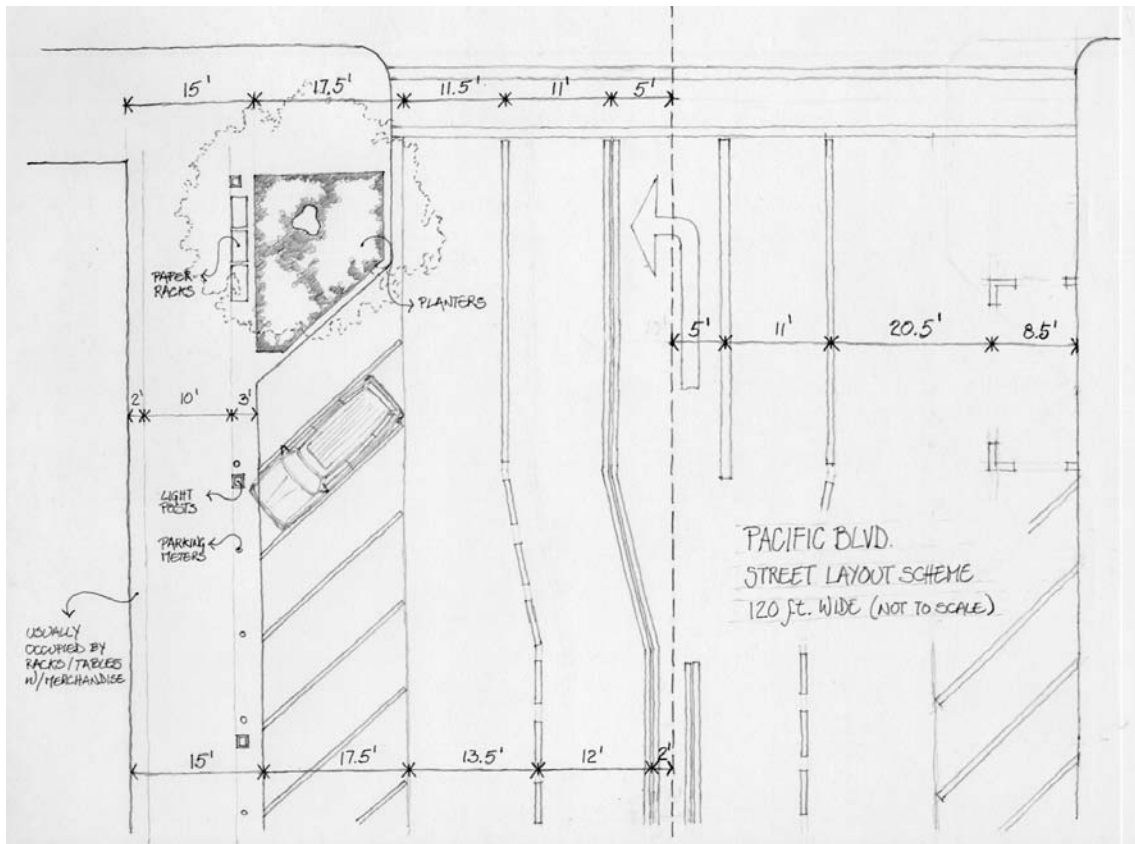 15' 17.5' 11.5' 11' 5'
PAPER
RACKS
PLANTERS
5' 11' 20.5' 8.5'
2' 10' 3'
LIGHT
POSTS
PARKING
METERS
PACIFIC BLVD.
STREET LAYOUT SCHEME
120 ft. WIDE (NOT TO SCALE)
USUALLY
OCCUPIED BY
RACKS/TABLES
W/MERCHANDISE
15' 17.5' 13.5' 12' 2'